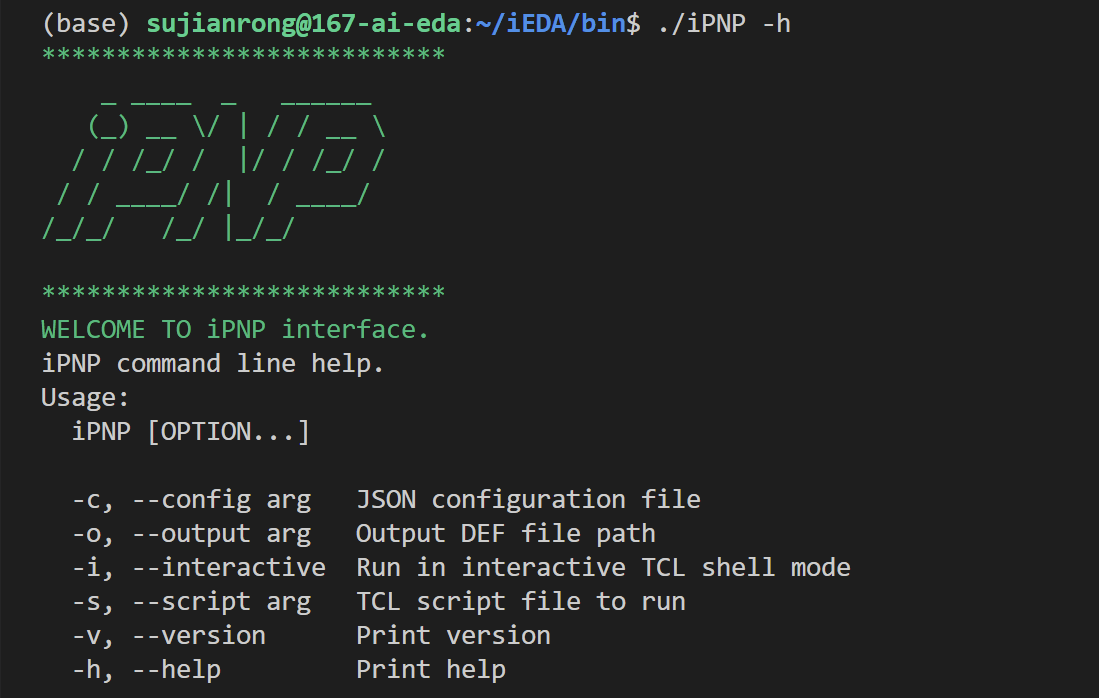 (base) sujianrong@167-ai-eda:~/iEDA/bin$ ./iPNP -h
***************************
    _ ____  _   ______
   (_) __ \/ | / / __ \
  / / /_/ /  |/ / /_/ /
 / / ____/ /|  / ____/
/_/_/   /_/ |_/_/
***************************
WELCOME TO iPNP interface.
iPNP command line help.
Usage:
  iPNP [OPTION...]
  -c, --config arg   JSON configuration file
  -o, --output arg   Output DEF file path
  -i, --interactive  Run in interactive TCL shell mode
  -s, --script arg   TCL script file to run
  -v, --version      Print version
  -h, --help         Print help